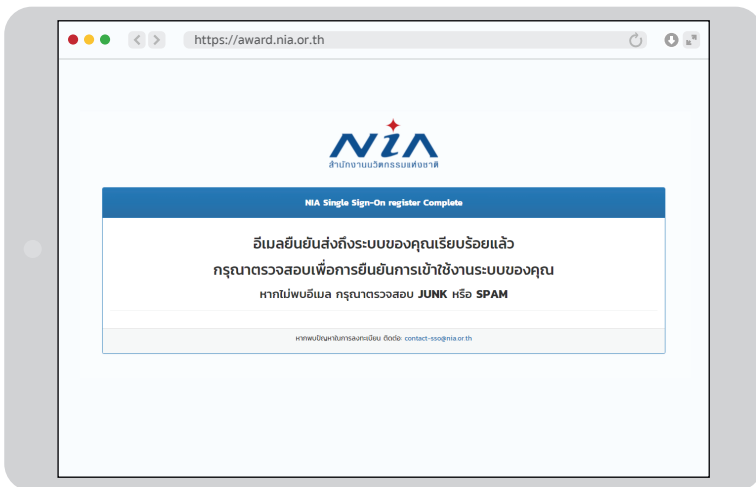 https://award.nia.or.th
NiA
สำนักงานนวัตกรรมแห่งชาติ
NIA Single Sign-On register Complete
อีเมลยืนยันส่งถึงระบบของคุณเรียบร้อยแล้ว
กรุณาตรวจสอบเพื่อการยืนยันการเข้าใช้งานระบบของคุณ
หากไม่พบอีเมล กรุณาตรวจสอบ JUNK หรือ SPAM
หากพบปัญหาในการลงทะเบียน ติดต่อ: contact-sso@nia.or.th